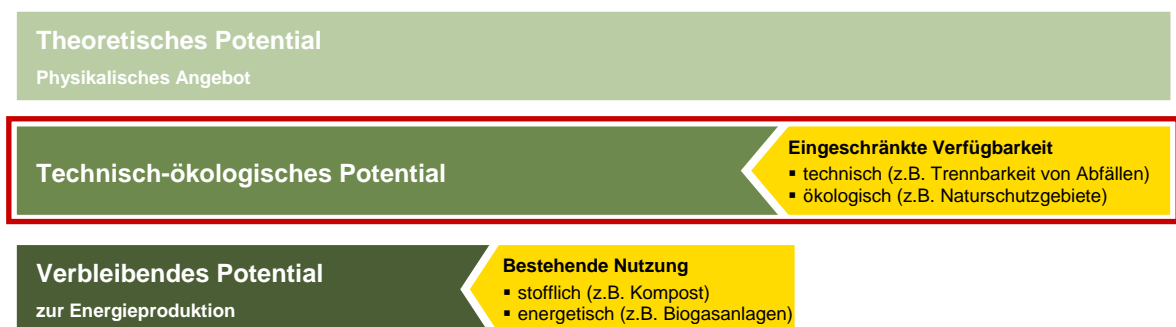 Theoretisches Potential
Physikalisches Angebot
Technisch-ökologisches Potential
Eingeschränkte Verfügbarkeit
▪ technisch (z.B. Trennbarkeit von Abfällen)
▪ ökologisch (z.B. Naturschutzgebiete)
Verbleibendes Potential
zur Energieproduktion
Bestehende Nutzung
▪ stofflich (z.B. Kompost)
▪ energetisch (z.B. Biogasanlagen)